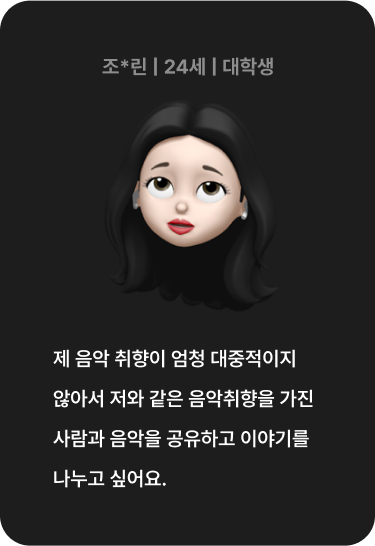 조*린 | 24세 | 대학생
제 음악 취향이 엄청 대중적이지
않아서 저와 같은 음악취향을 가진
사람과 음악을 공유하고 이야기를
나누고 싶어요.